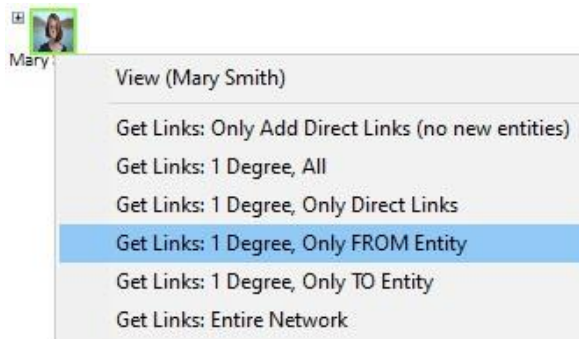 Mary
View (Mary Smith)
Get Links: Only Add Direct Links (no new entities)
Get Links: 1 Degree, All
Get Links: 1 Degree, Only Direct Links
Get Links: 1 Degree, Only FROM Entity
Get Links: 1 Degree, Only TO Entity
Get Links: Entire Network